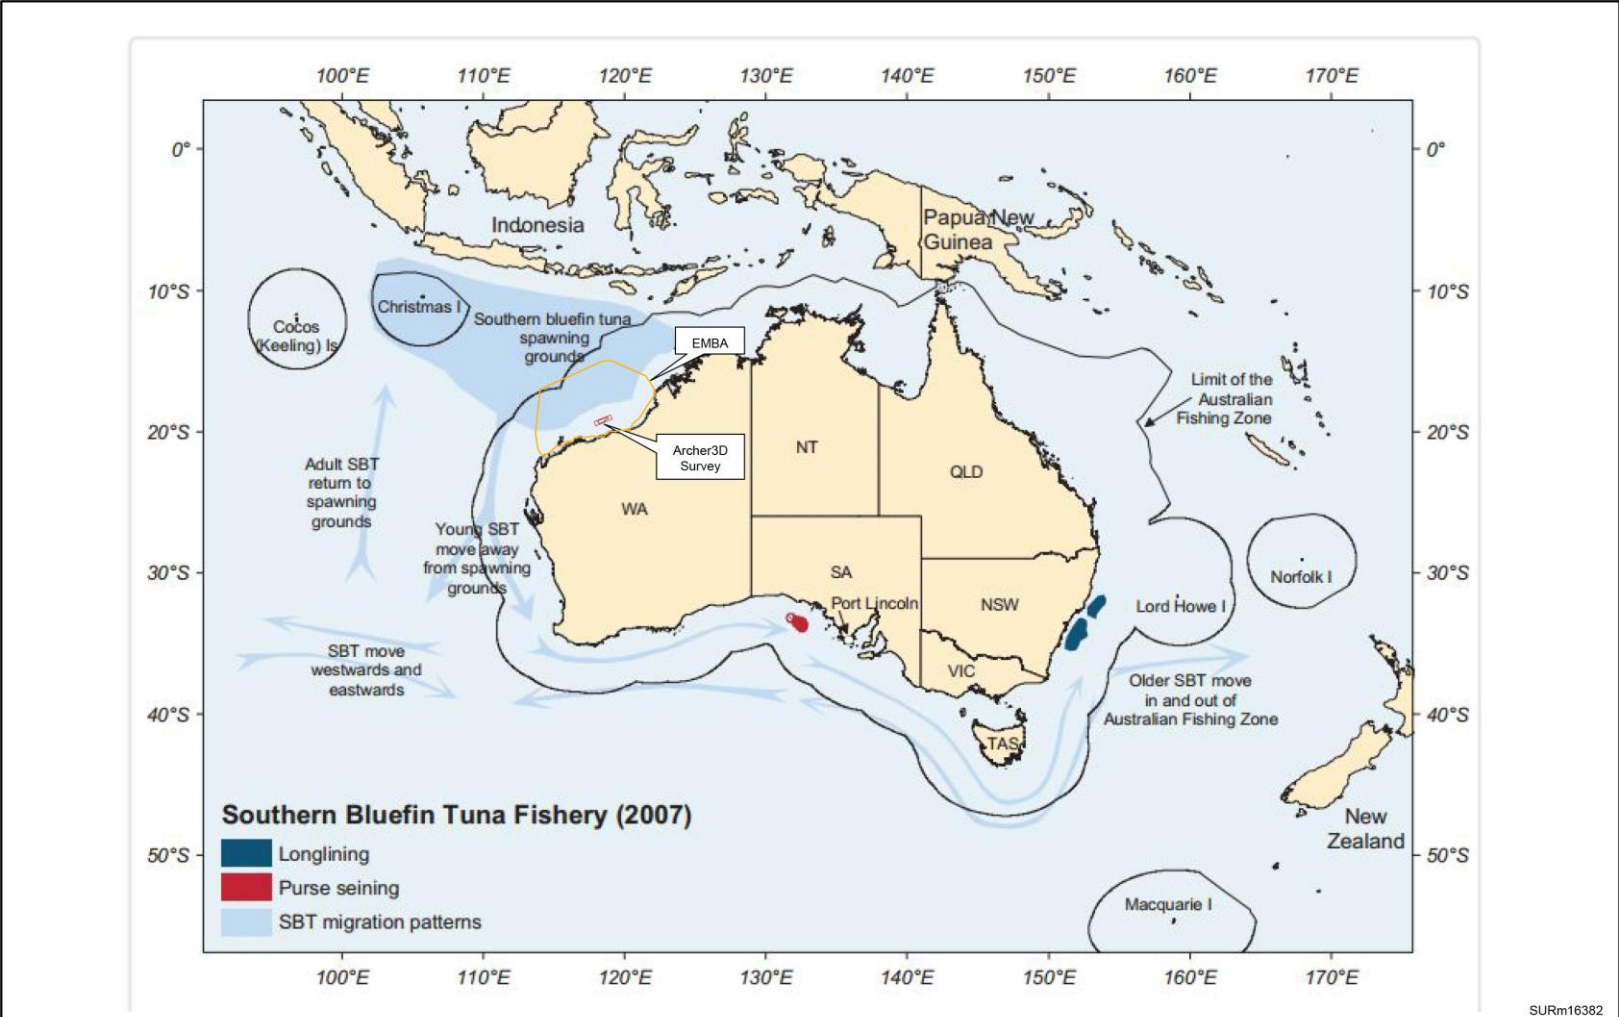 100°E 110°E 120°E 130°E 140°E 150°E 160°E 170°E
0° 0°
Indonesia
Papua New
Guinea
10°S 10°S
Christmas I
Cocos
(Keeling) Is
Southern bluefin tuna
spawning
grounds
EMBA
Limit of the
Australian
Fishing Zone
20°S 20°S
Archer3D
Survey
NT
QLD
WA
Adult SBT
return to
spawning
grounds
Young SBT
move away
from spawning
grounds
30°S 30°S
SA
Port Lincoln
NSW
Lord Howe I
Norfolk I
SBT move
westwards and
eastwards
VIC
Older SBT move
in and out of
Australian Fishing Zone
40°S 40°S
TAS
Southern Bluefin Tuna Fishery (2007)
Longlining
Purse seining
SBT migration patterns
New
Zealand
50°S 50°S
Macquarie I
100°E 110°E 120°E 130°E 140°E 150°E 160°E 170°E
SURm16382